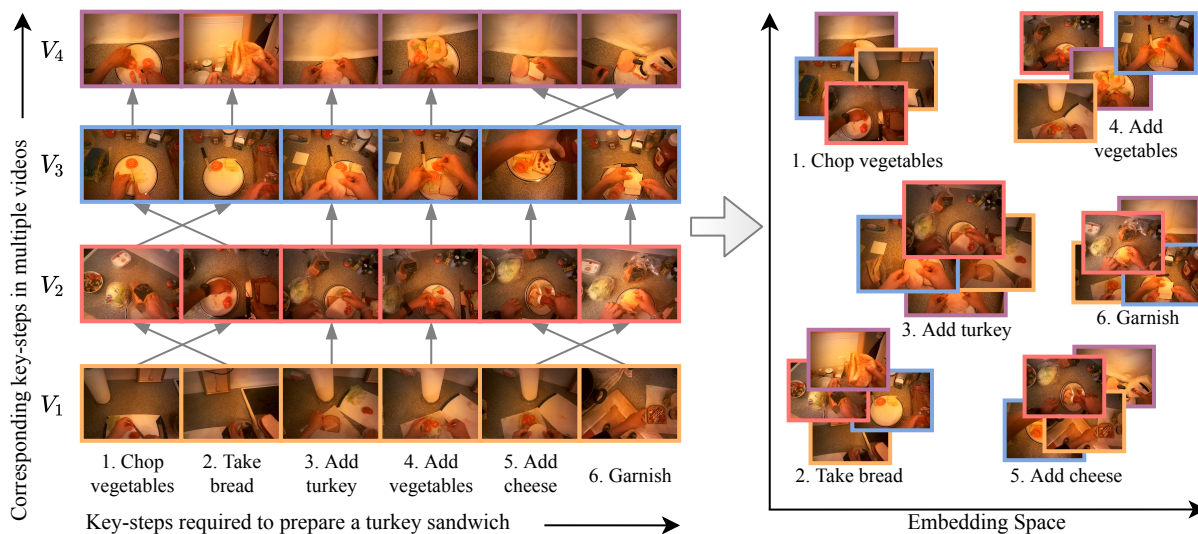 Corresponding key-steps in multiple videos
V4
V3
V2
V1
1. Chop
vegetables
2. Take
bread
3. Add
turkey
4. Add
vegetables
5. Add
cheese
6. Garnish
Key-steps required to prepare a turkey sandwich
1. Chop vegetables
4. Add
vegetables
3. Add turkey
6. Garnish
2. Take bread
5. Add cheese
Embedding Space